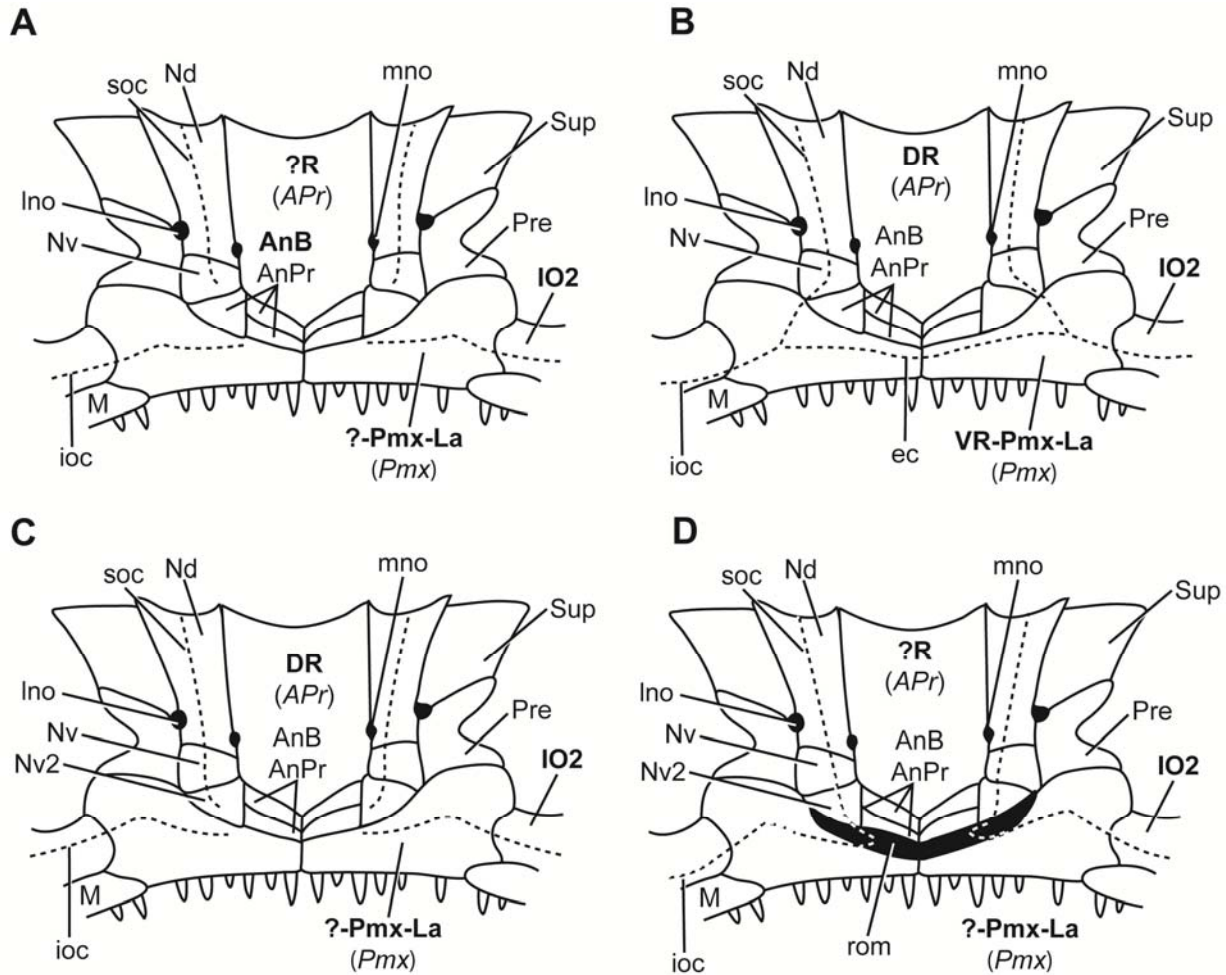 A
soc
Nd
mno
Sup
?R
(APr)
lno
Nv
AnB
AnPr
Pre
IO2
M
ioc
?-Pmx-La
(Pmx)
B
soc
Nd
mno
Sup
DR
(APr)
lno
Nv
AnB
AnPr
Pre
IO2
M
ioc
ec
VR-Pmx-La
(Pmx)
C
soc
Nd
mno
Sup
DR
(APr)
lno
Nv
Nv2
AnB
AnPr
Pre
IO2
M
ioc
?-Pmx-La
(Pmx)
D
soc
Nd
mno
Sup
?R
(APr)
lno
Nv
Nv2
AnB
AnPr
Pre
IO2
M
ioc
rom
?-Pmx-La
(Pmx)